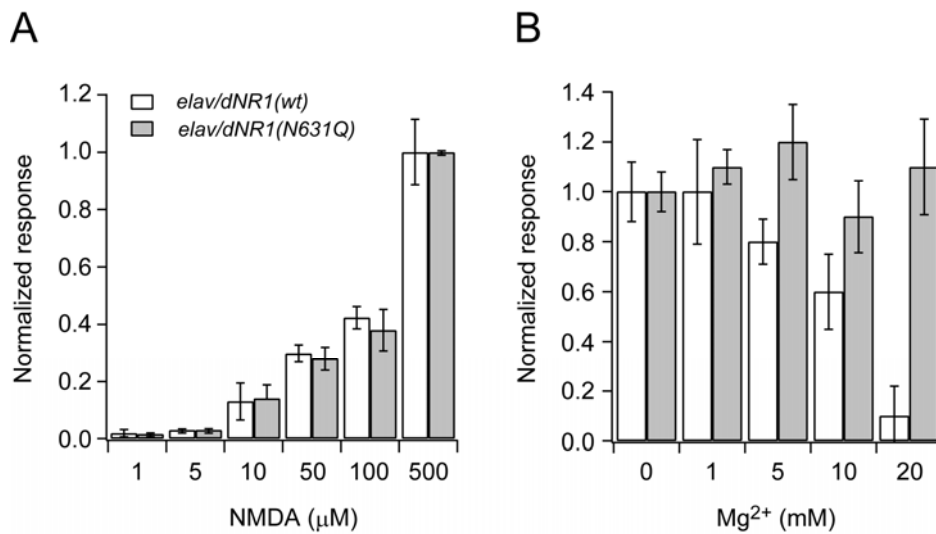 A
B
1.2
1.0
0.8
0.6
0.4
0.2
0.0
Normalized response
elav/dNR1(wt)
elav/dNR1(N631Q)
1 5 10 50 100 500
NMDA (μM)
1.4
1.2
1.0
0.8
0.6
0.4
0.2
0.0
Normalized response
0 1 5 10 20
Mg²⁺ (mM)